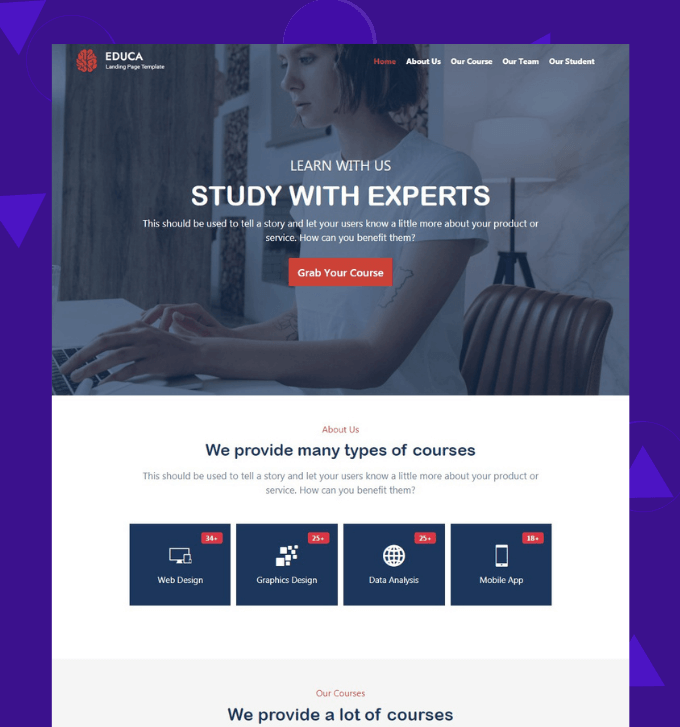 EDUCA
Landing Page Template
Home About Us Our Course Our Team Our Student
LEARN WITH US
STUDY WITH EXPERTS
This should be used to tell a story and let your users know a little more about your product or
service. How can you benefit them?
Grab Your Course
About Us
We provide many types of courses
This should be used to tell a story and let your users know a little more about your product or
service. How can you benefit them?
34+
Web Design
25+
Graphics Design
25+
Data Analysis
18+
Mobile App
Our Courses
We provide a lot of courses